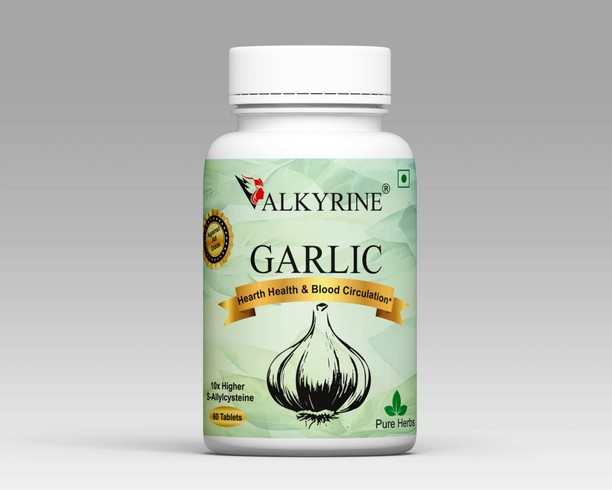 VALKYRINE®
GARLIC
Hearth Health & Blood Circulation*
10x Higher
S-Allylcysteine
60 Tablets
Pure Herbs